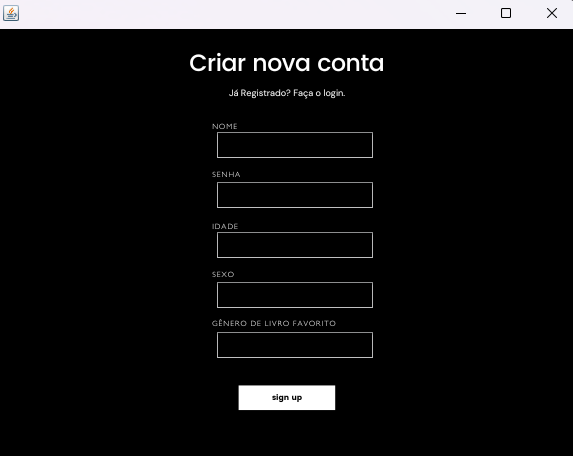 Criar nova conta
Já Registrado? Faça o login.
NOME
SENHA
IDADE
SEXO
GÊNERO DE LIVRO FAVORITO
sign up